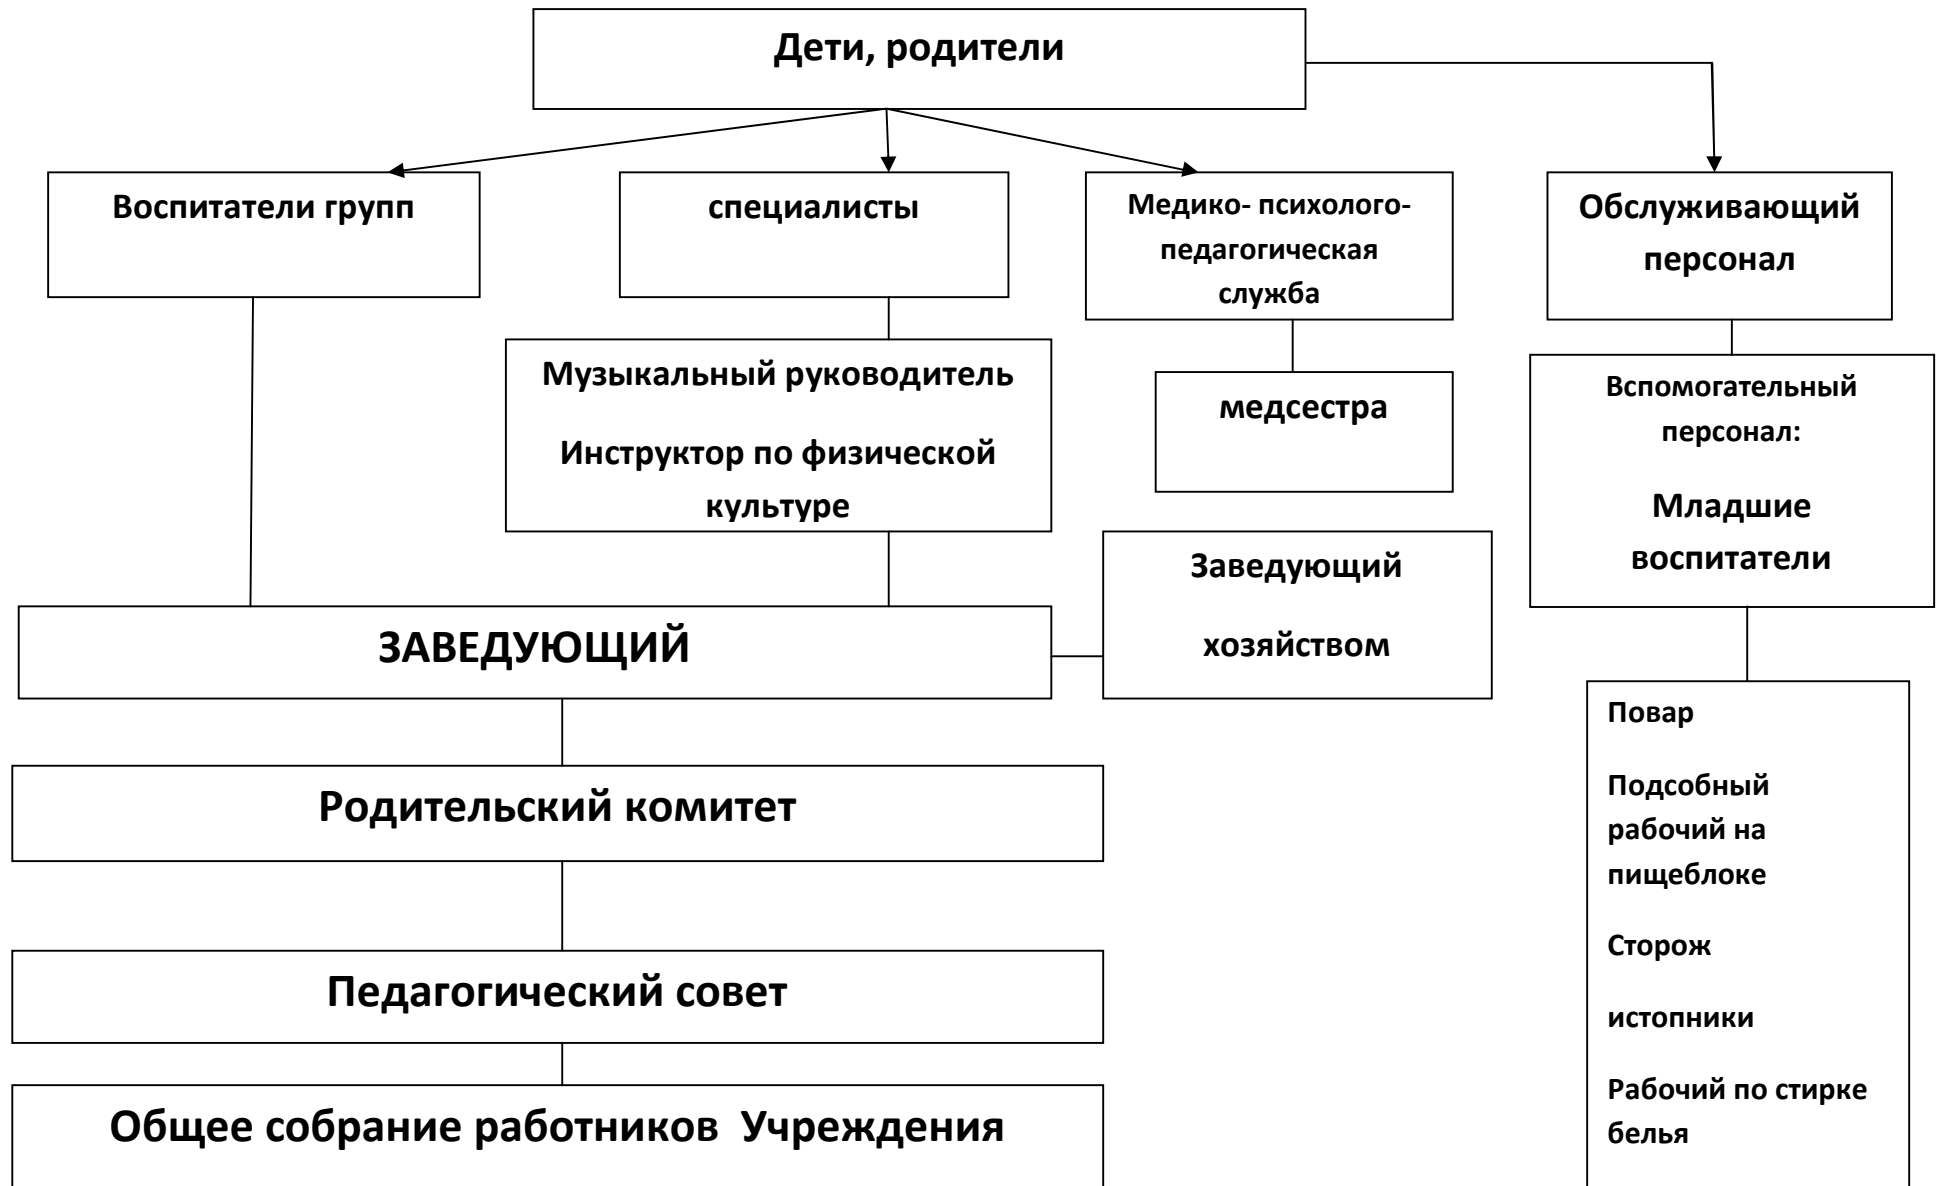 Дети, родители
Воспитатели групп
специалисты
Медико- психолого-
педагогическая
служба
Обслуживающий
персонал
Музыкальный руководитель
Инструктор по физической
культуре
медсестра
Вспомогательный
персонал:
Младшие
воспитатели
Заведующий
хозяйством
ЗАВЕДУЮЩИЙ
Родительский комитет
Педагогический совет
Общее собрание работников  Учреждения
Повар
Подсобный
рабочий на
пищеблоке
Сторож
истопники
Рабочий по стирке
белья